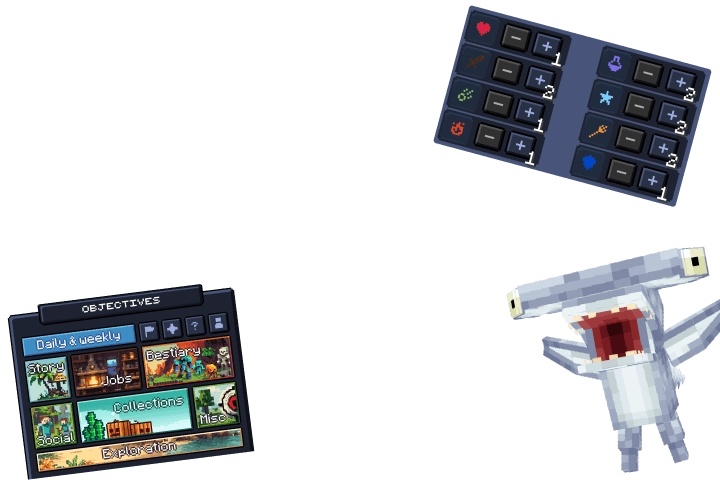 1
2
2
2
1
2
1
1
OBJECTIVES
Daily & weekly
?
Story
Jobs
Bestiary
Social
Collections
Misc
Exploration